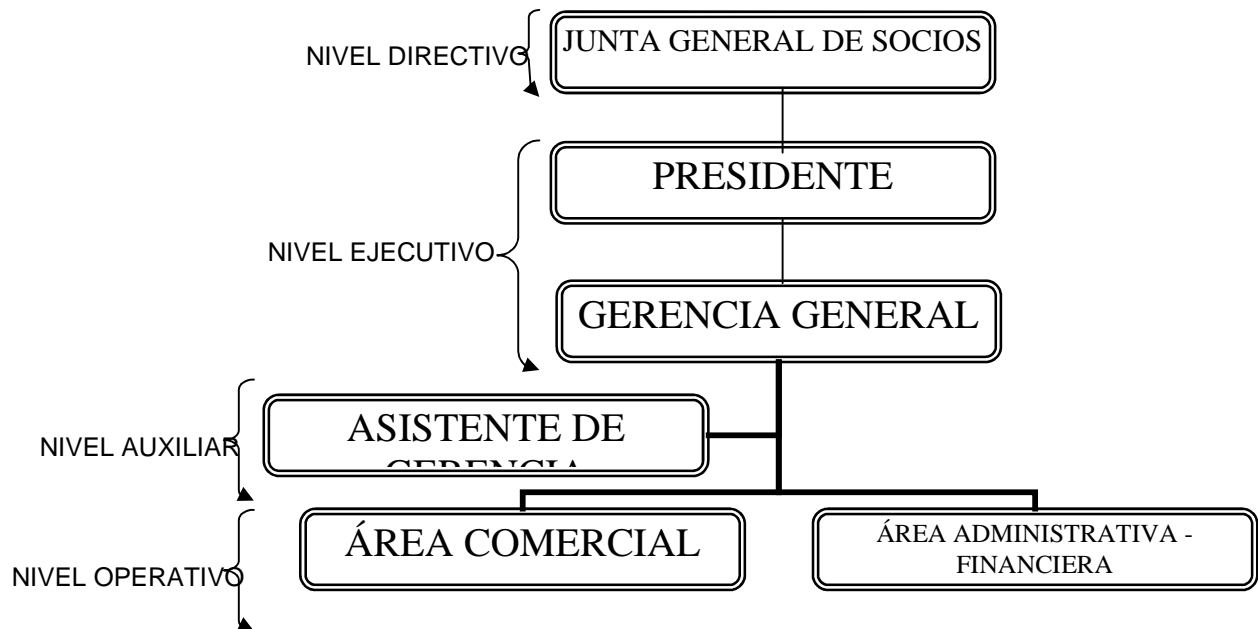 NIVEL DIRECTIVO
JUNTA GENERAL DE SOCIOS
PRESIDENTE
NIVEL EJECUTIVO
GERENCIA GENERAL
NIVEL AUXILIAR
ASISTENTE DE
GERENCIA
NIVEL OPERATIVO
ÁREA COMERCIAL
ÁREA ADMINISTRATIVA -
FINANCIERA